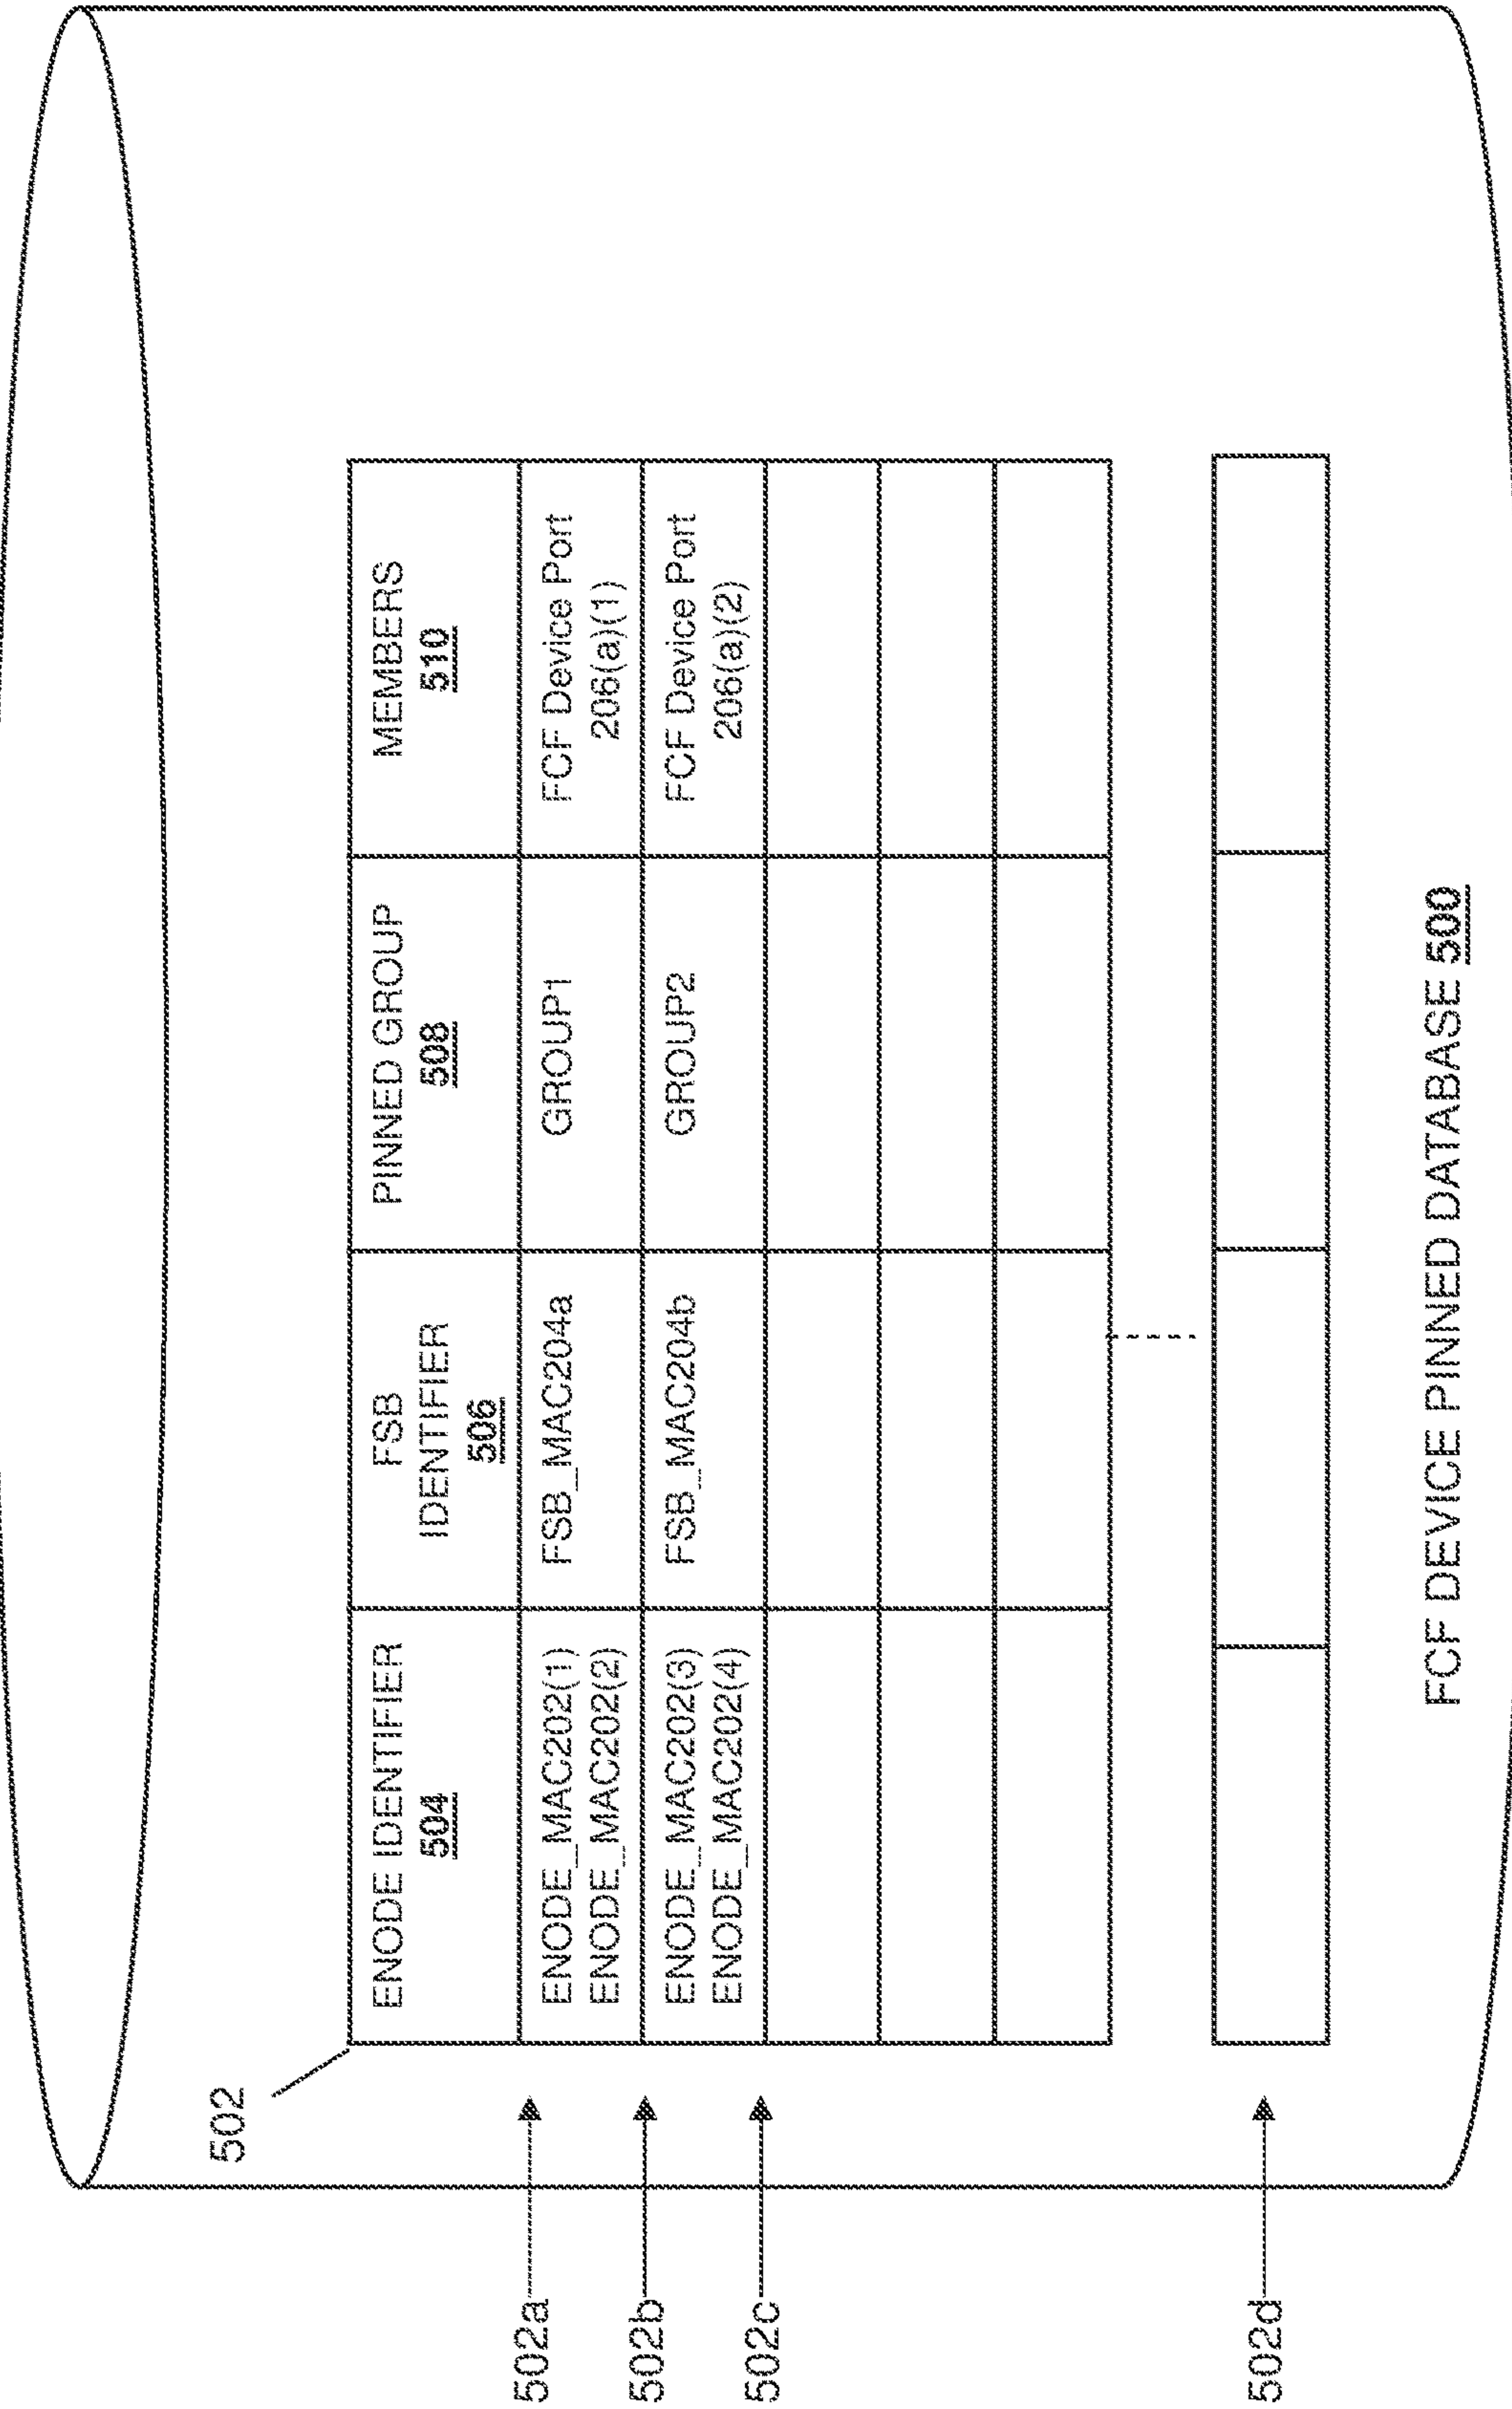 502
ENODE IDENTIFIER
504
FSB
IDENTIFIER
506
PINNED GROUP
508
MEMBERS
510
502a
ENODE_MAC202(1)
ENODE_MAC202(2)
FSB_MAC204a
GROUP1
FCF Device Port
206(a)(1)
502b
ENODE_MAC202(3)
ENODE_MAC202(4)
FSB_MAC204b
GROUP2
FCF Device Port
206(a)(2)
502c
502d
FCF DEVICE PINNED DATABASE 500